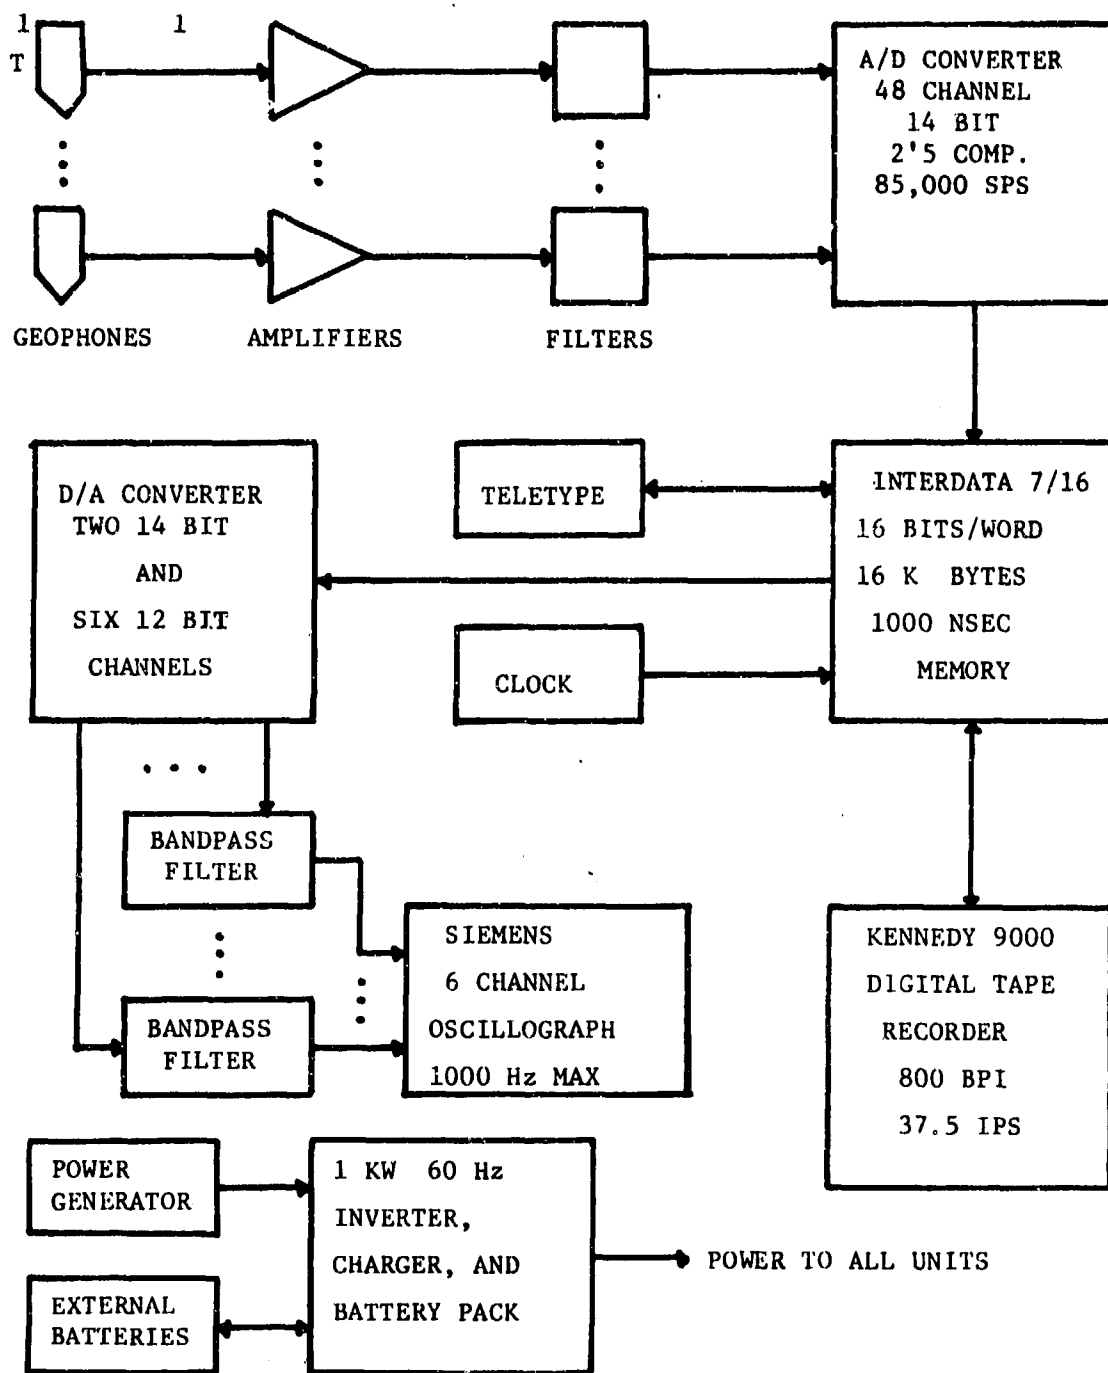 1 1
T
A/D CONVERTER
48 CHANNEL
14 BIT
2'5 COMP.
85,000 SPS
GEOPHONES
AMPLIFIERS
FILTERS
D/A CONVERTER
TWO 14 BIT
AND
SIX 12 BIT
CHANNELS
TELETYPE
CLOCK
INTERDATA 7/16
16 BITS/WORD
16 K BYTES
1000 NSEC
MEMORY
BANDPASS
FILTER
BANDPASS
FILTER
SIEMENS
6 CHANNEL
OSCILLOGRAPH
1000 Hz MAX
KENNEDY 9000
DIGITAL TAPE
RECORDER
800 BPI
37.5 IPS
POWER
GENERATOR
EXTERNAL
BATTERIES
1 KW 60 Hz
INVERTER,
CHARGER, AND
BATTERY PACK
POWER TO ALL UNITS